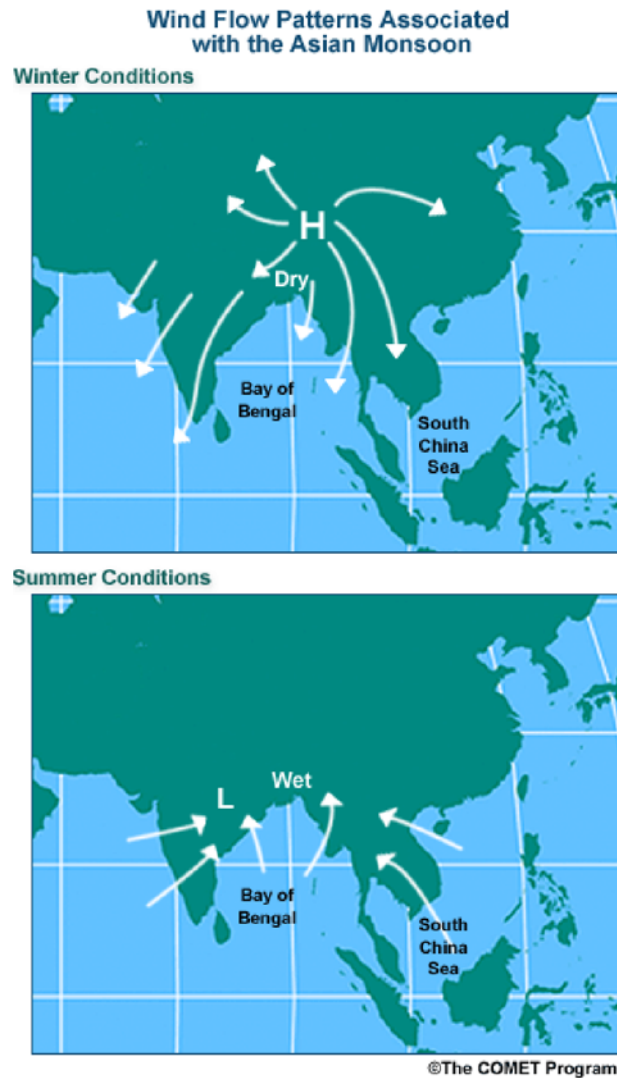 Wind Flow Patterns Associated
with the Asian Monsoon
Winter Conditions
H
Dry
Bay of
Bengal
South
China
Sea
Summer Conditions
Wet
L
Bay of
Bengal
South
China
Sea
©The COMET Program